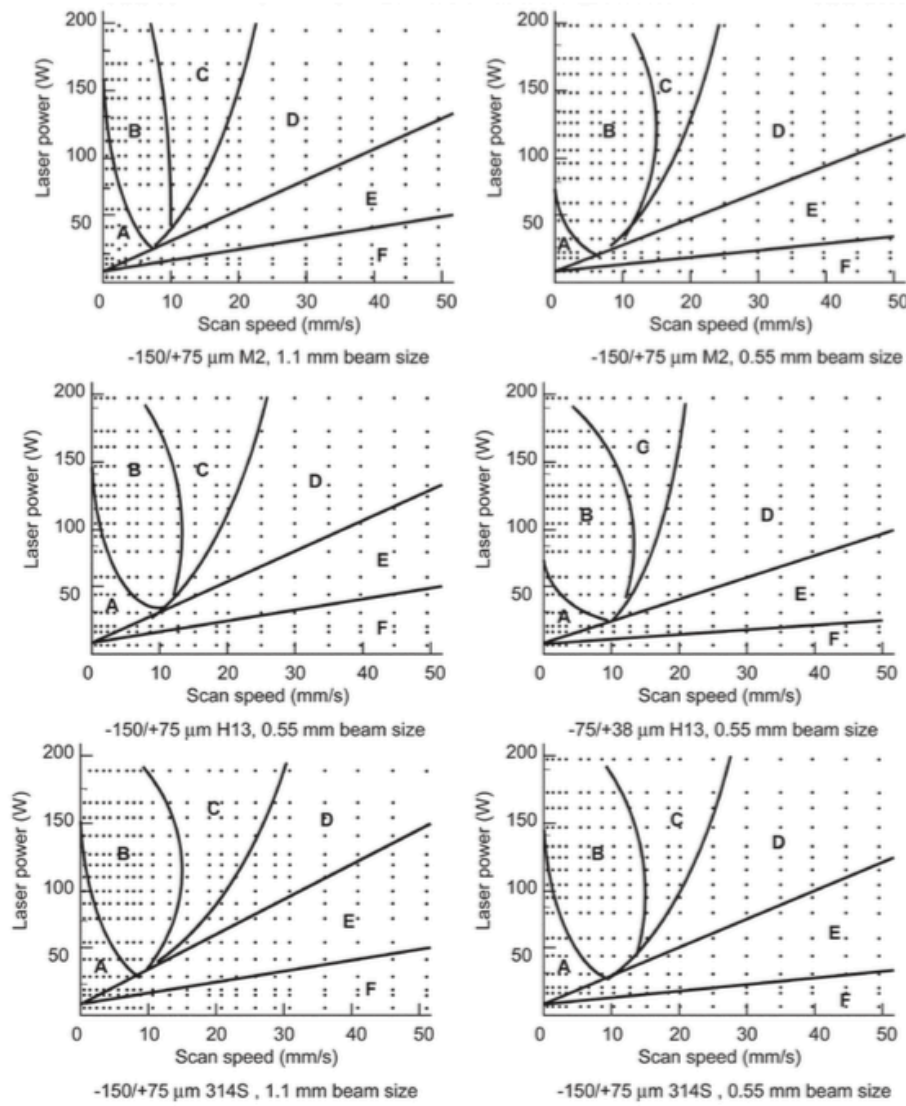 200
150
100
50
0 10 20 30 40 50
Laser power (W)
A B C D E F
Scan speed (mm/s)
-150/+75 μm M2, 1.1 mm beam size
200
150
100
50
0 10 20 30 40 50
Laser power (W)
A B C D E F
Scan speed (mm/s)
-150/+75 μm M2, 0.55 mm beam size
200
150
100
50
0 10 20 30 40 50
Laser power (W)
A B C D E F
Scan speed (mm/s)
-150/+75 μm H13, 0.55 mm beam size
200
150
100
50
0 10 20 30 40 50
Laser power (W)
A B C D E F
Scan speed (mm/s)
-75/+38 μm H13, 0.55 mm beam size
200
150
100
50
0 10 20 30 40 50
Laser power (W)
A B C D E F
Scan speed (mm/s)
-150/+75 μm 314S , 1.1 mm beam size
200
150
100
50
0 10 20 30 40 50
Laser power (W)
A B C D E F
Scan speed (mm/s)
-150/+75 μm 314S, 0.55 mm beam size